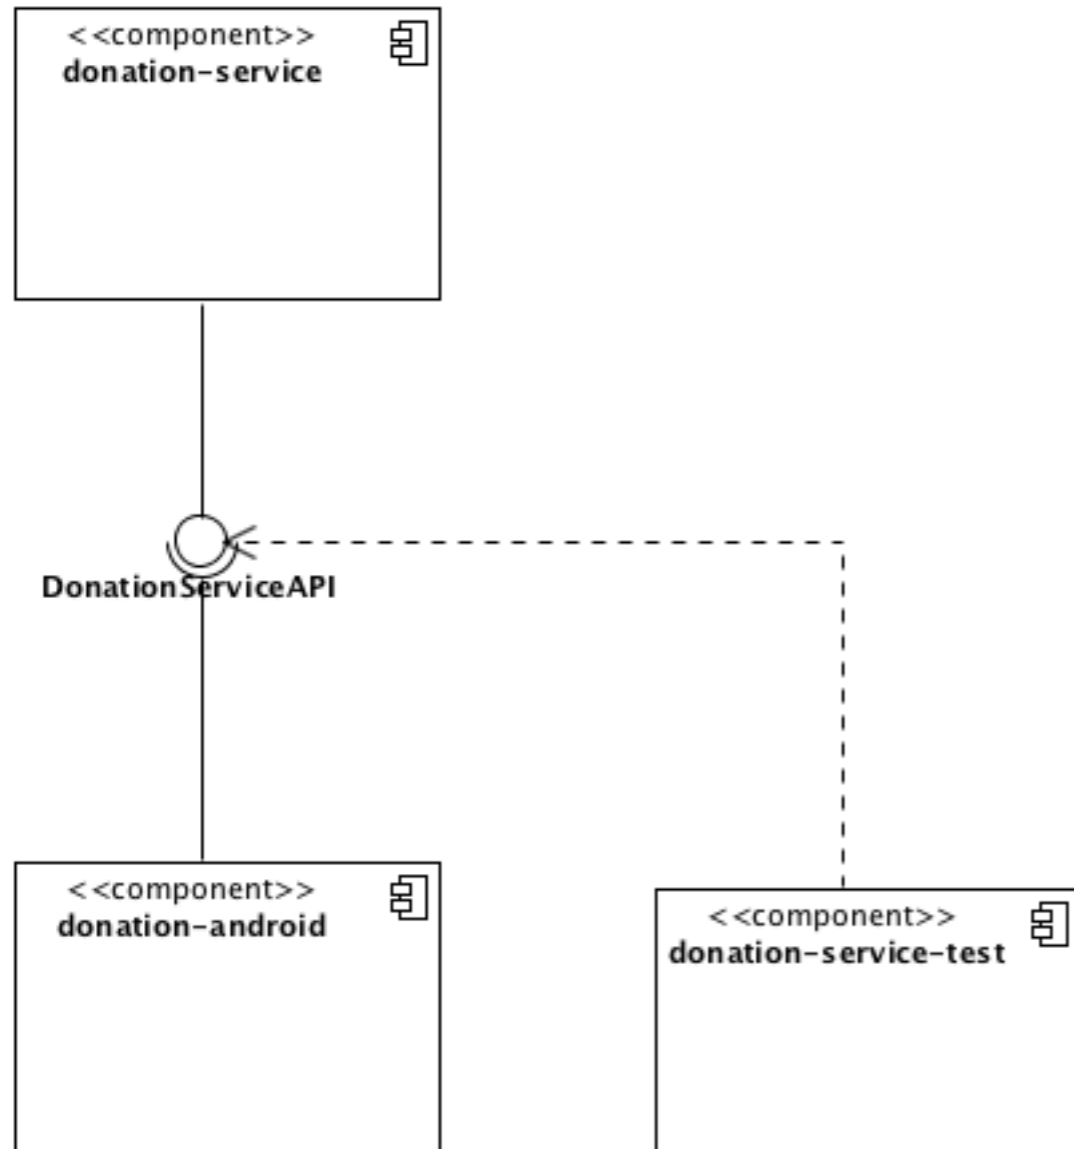 <<component>>
donation-service
DonationServiceAPI
<<component>>
donation-android
<<component>>
donation-service-test